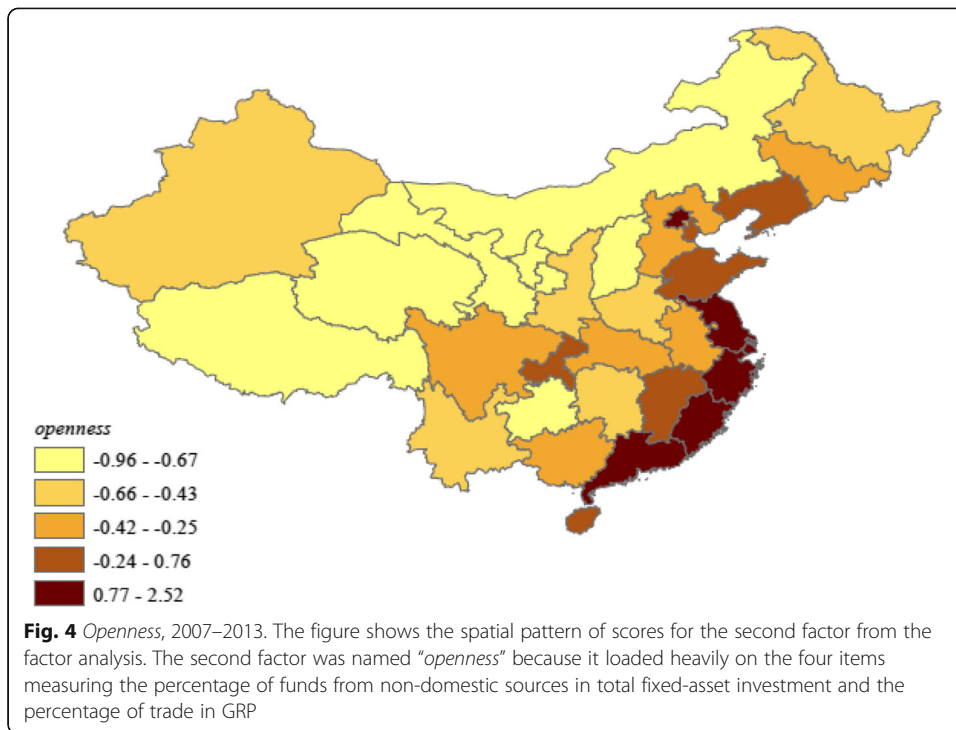 openness
-0.96 - -0.67
-0.66 - -0.43
-0.42 - -0.25
-0.24 - 0.76
0.77 - 2.52
Fig. 4 Openness, 2007–2013. The figure shows the spatial pattern of scores for the second factor from the
factor analysis. The second factor was named “openness” because it loaded heavily on the four items
measuring the percentage of funds from non-domestic sources in total fixed-asset investment and the
percentage of trade in GRP